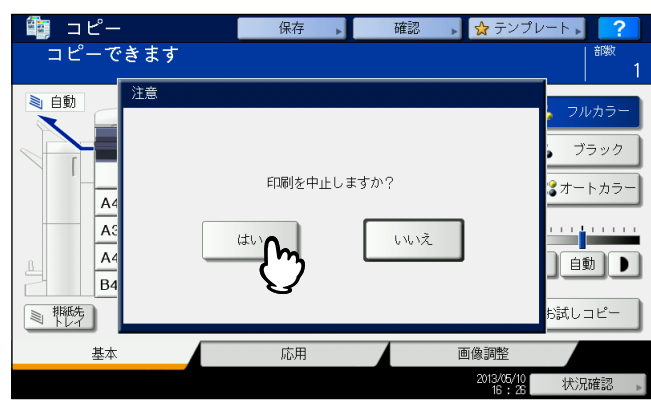 コピー
保存
確認
テンプレート
?
コピーできます
部数
1
自動
注意
フルカラー
ブラック
オートカラー
印刷を中止しますか?
はい
いいえ
A4
A3
A4
B4
自動
排紙先
トレイ
お試しコピー
基本
応用
画像調整
2013/05/10
16 : 26
状況確認